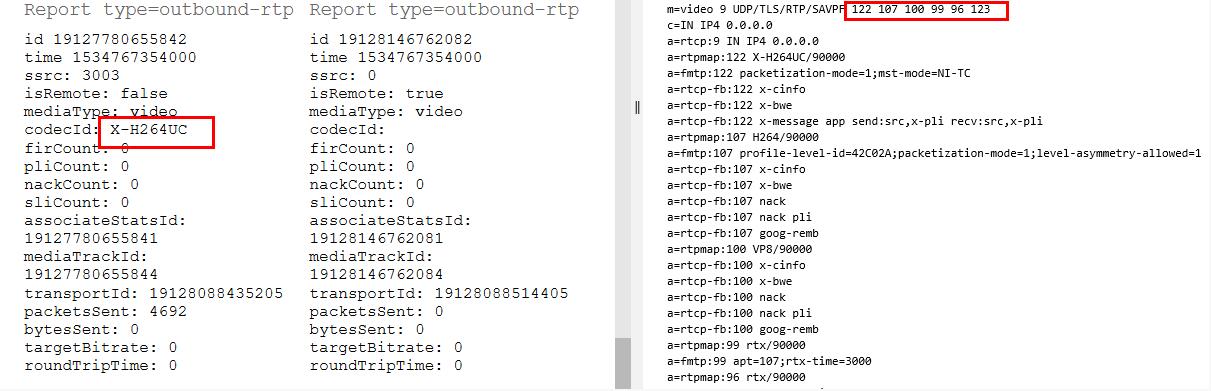 Report type=outbound-rtp
id 19127780655842
time 1534767354000
ssrc: 3003
isRemote: false
mediaType: video
codecId: X-H264UC
firCount: 0
pliCount: 0
nackCount: 0
sliCount: 0
associateStatsId:
19127780655841
mediaTrackId:
19127780655844
transportId: 19128088435205
packetsSent: 4692
bytesSent: 0
targetBitrate: 0
roundTripTime: 0
Report type=outbound-rtp
id 19128146762082
time 1534767354000
ssrc: 0
isRemote: true
mediaType: video
codecId:
firCount: 0
pliCount: 0
nackCount: 0
sliCount: 0
associateStatsId:
19128146762081
mediaTrackId:
19128146762084
transportId: 19128088514405
packetsSent: 0
bytesSent: 0
targetBitrate: 0
roundTripTime: 0
m=video 9 UDP/TLS/RTP/SAVPF 122 107 100 99 96 123
c=IN IP4 0.0.0.0
a=rtcp:9 IN IP4 0.0.0.0
a=rtpmap:122 X-H264UC/90000
a=fmtp:122 packetization-mode=1;mst-mode=NI-TC
a=rtcp-fb:122 x-cinfo
a=rtcp-fb:122 x-bwe
a=rtcp-fb:122 x-message app send:src,x-pli recv:src,x-pli
a=rtpmap:107 H264/90000
a=fmtp:107 profile-level-id=42C02A;packetization-mode=1;level-asymmetry-allowed=1
a=rtcp-fb:107 x-cinfo
a=rtcp-fb:107 x-bwe
a=rtcp-fb:107 nack
a=rtcp-fb:107 nack pli
a=rtcp-fb:107 goog-remb
a=rtpmap:100 VP8/90000
a=rtcp-fb:100 x-cinfo
a=rtcp-fb:100 x-bwe
a=rtcp-fb:100 nack
a=rtcp-fb:100 nack pli
a=rtcp-fb:100 goog-remb
a=rtpmap:99 rtx/90000
a=fmtp:99 apt=107;rtx-time=3000
a=rtpmap:96 rtx/90000